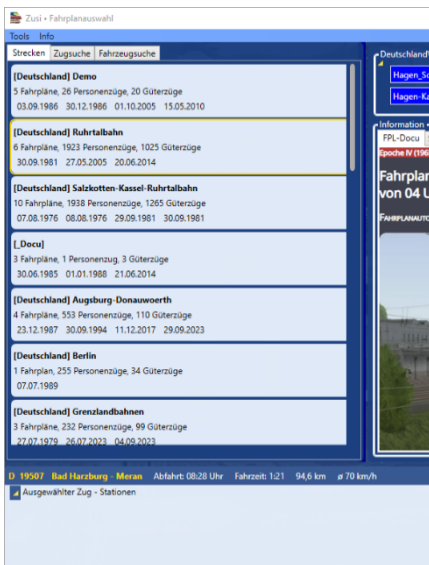 Zusi • Fahrplanauswahl
Tools Info
Strecken Zugsuche Fahrzeugsuche
[Deutschland] Demo
5 Fahrpläne, 26 Personenzüge, 20 Güterzüge
03.09.1986 30.12.1986 01.10.2005 15.05.2010
[Deutschland] Ruhrtalbahn
6 Fahrpläne, 1923 Personenzüge, 1025 Güterzüge
30.09.1981 27.05.2005 20.06.2014
[Deutschland] Salzkotten-Kassel-Ruhrtalbahn
10 Fahrpläne, 1938 Personenzüge, 1265 Güterzüge
07.08.1976 08.08.1976 29.09.1981 30.09.1981
[_Docu]
3 Fahrpläne, 1 Personenzug, 3 Güterzüge
30.06.1985 01.01.1988 21.06.2014
[Deutschland] Augsburg-Donauwoerth
4 Fahrpläne, 553 Personenzüge, 110 Güterzüge
23.12.1987 30.09.1994 11.12.2017 29.09.2023
[Deutschland] Berlin
1 Fahrplan, 255 Personenzüge, 34 Güterzüge
07.07.1989
[Deutschland] Grenzlandbahnen
3 Fahrpläne, 232 Personenzüge, 99 Güterzüge
27.07.1979 26.07.2023 04.09.2023
Deutschland
Hagen_Sc
Hagen-Ka
Information •
FPL-Docu
Epoche IV (196
Fahrplan
von 04 U
FAHRPLANAUTO
D 19507 Bad Harzburg - Meran Abfahrt: 08:28 Uhr Fahrzeit: 1:21 94,6 km ø 70 km/h
Ausgewählter Zug - Stationen